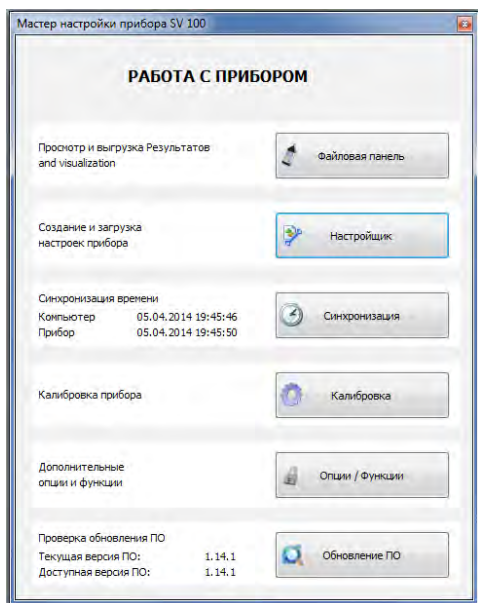 Мастер настройки прибора SV 100
РАБОТА С ПРИБОРОМ
Просмотр и выгрузка Результатов
and visualization
Файловая панель
Создание и загрузка
настроек прибора
Настройщик
Синхронизация времени
Компьютер 05.04.2014 19:45:46
Прибор 05.04.2014 19:45:50
Синхронизация
Калибровка прибора
Калибровка
Дополнительные
опции и функции
Опции / Функции
Проверка обновления ПО
Текущая версия ПО: 1.14.1
Доступная версия ПО: 1.14.1
Обновление ПО